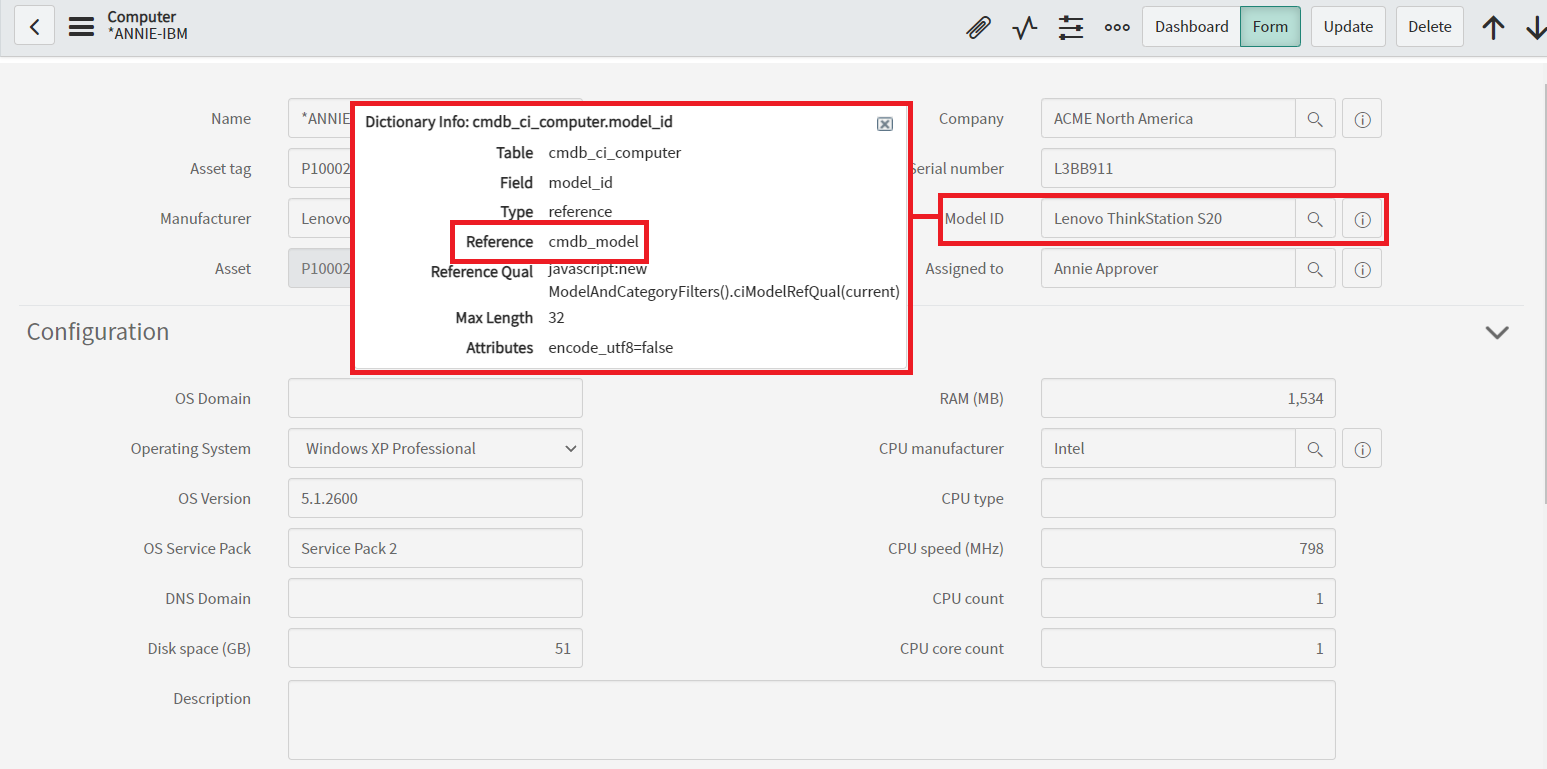 Computer
*ANNIE-IBM
Dashboard Form Update Delete
Name *ANNIE
Company ACME North America
Asset tag P10002
Serial number L3BB911
Manufacturer Lenovo
Model ID Lenovo ThinkStation S20
Asset P10002
Assigned to Annie Approver
Dictionary Info: cmdb_ci_computer.model_id
Table cmdb_ci_computer
Field model_id
Type reference
Reference cmdb_model
Reference Qual javascript:new
ModelAndCategoryFilters().ciModelRefQual(current)
Max Length 32
Attributes encode_utf8=false
Configuration
OS Domain
RAM (MB) 1,534
Operating System Windows XP Professional
CPU manufacturer Intel
OS Version 5.1.2600
CPU type
OS Service Pack Service Pack 2
CPU speed (MHz) 798
DNS Domain
CPU count 1
Disk space (GB) 51
CPU core count 1
Description